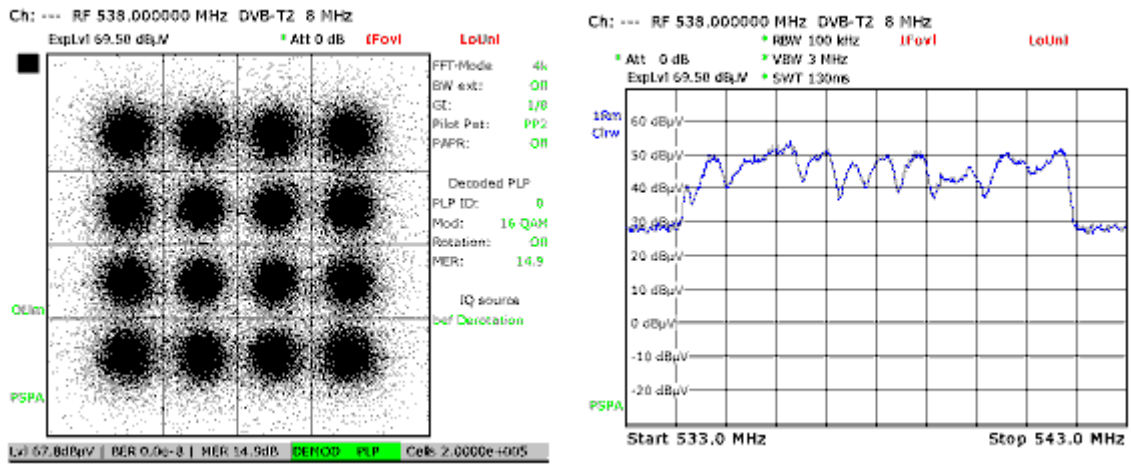 Ch: --- RF 538.000000 MHz DVB-T2 8 MHz
ExpLvl 69.50 dBµV * Att 0 dB LoUnl
FFT-Mode 4k
BW ext: Off
GI: 1/8
Pilot Pat: PP2
PAPR: Off
Decoded PLP
PLP ID: 0
Mod: 16 QAM
Rotation: Off
MER: 14.9
IQ source
bef Derotation
PSPA
Lvl 67.8dBµV | BER 0.0e-8 | MER 14.9dB DEMOD PLP Cells 2.0000e+005
Ch: --- RF 538.000000 MHz DVB-T2 8 MHz
* RBW 100 kHz LoUnl
* Att 0 dB * VBW 3 MHz
ExpLvl 69.50 dBµV * SWT 130ms
1Rm
Clrw
60 dBµV
50 dBµV
40 dBµV
30 dBµV
20 dBµV
10 dBµV
0 dBµV
-10 dBµV
-20 dBµV
PSPA
Start 533.0 MHz Stop 543.0 MHz